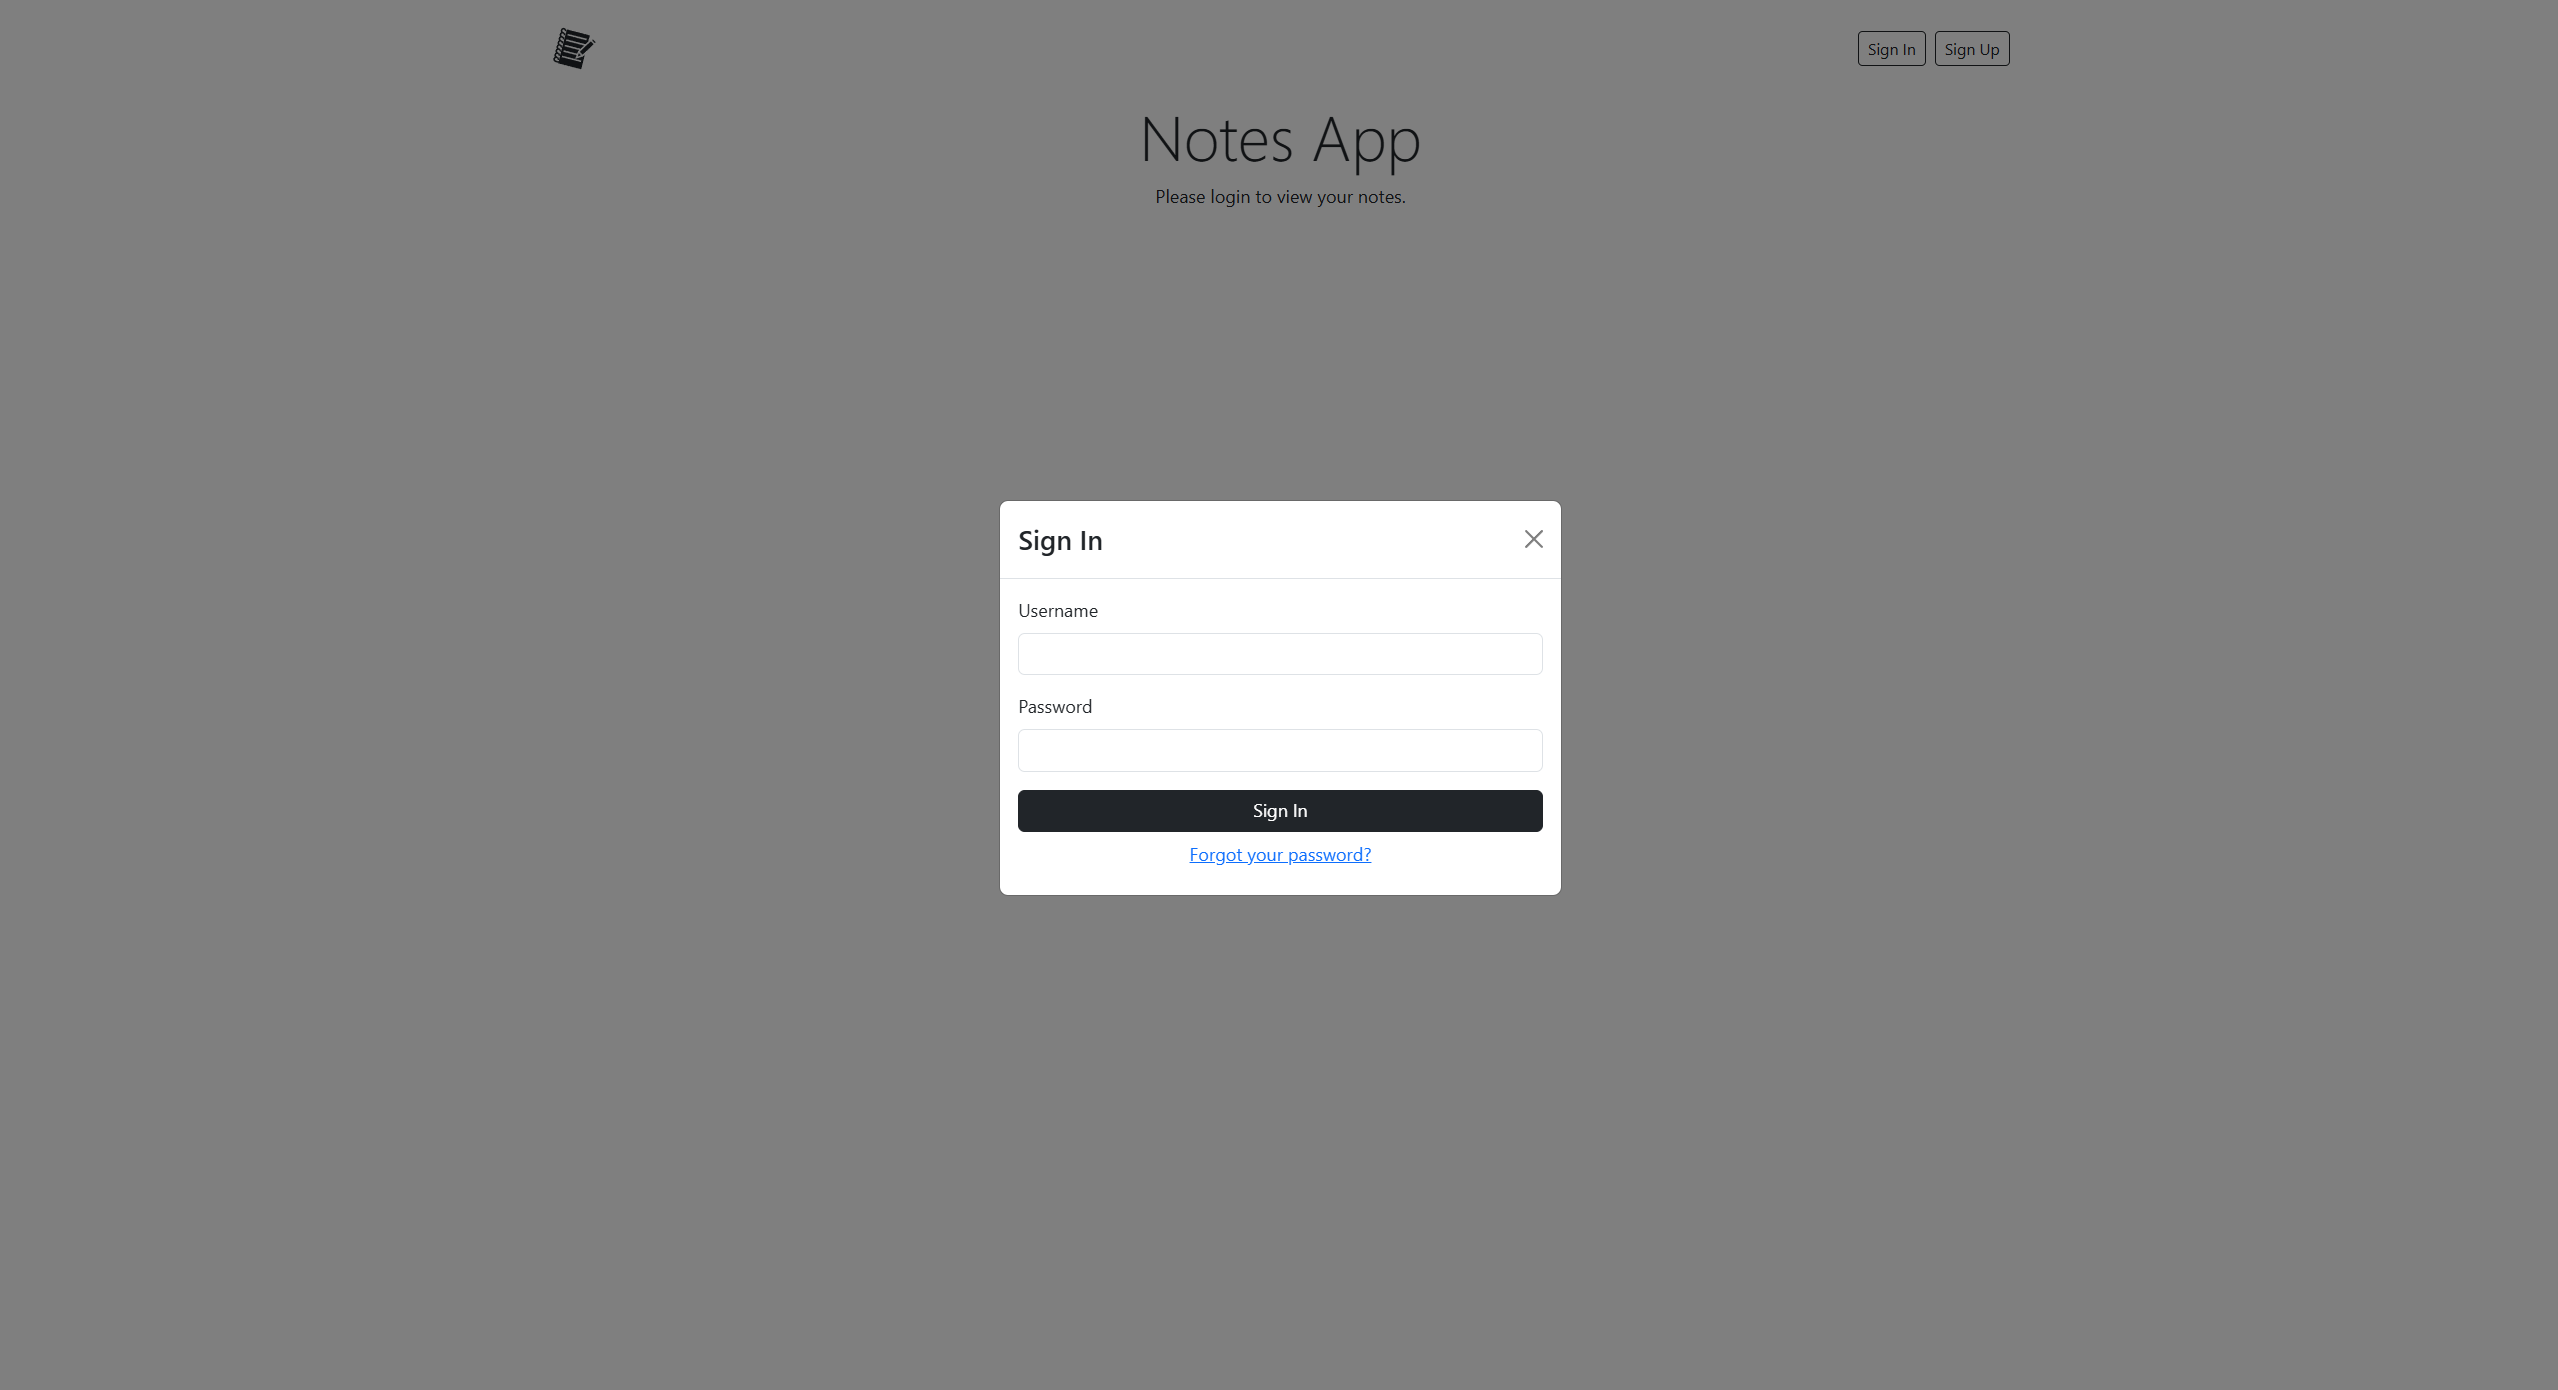 Sign In
Sign Up
Notes App
Please login to view your notes.
Sign In
Username
Password
Sign In
Forgot your password?